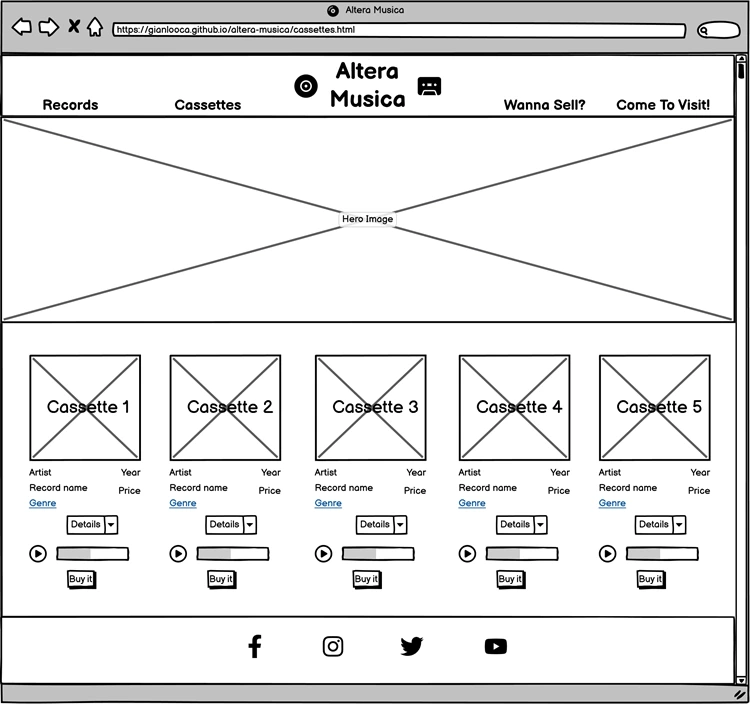 Altera Musica
https://gianlooca.github.io/altera-musica/cassettes.html
Altera
Musica
Records
Cassettes
Wanna Sell?
Come To Visit!
Hero Image
Cassette 1
Artist
Year
Record name
Price
Genre
Details
Buy it
Cassette 2
Artist
Year
Record name
Price
Genre
Details
Buy it
Cassette 3
Artist
Year
Record name
Price
Genre
Details
Buy it
Cassette 4
Artist
Year
Record name
Price
Genre
Details
Buy it
Cassette 5
Artist
Year
Record name
Price
Genre
Details
Buy it